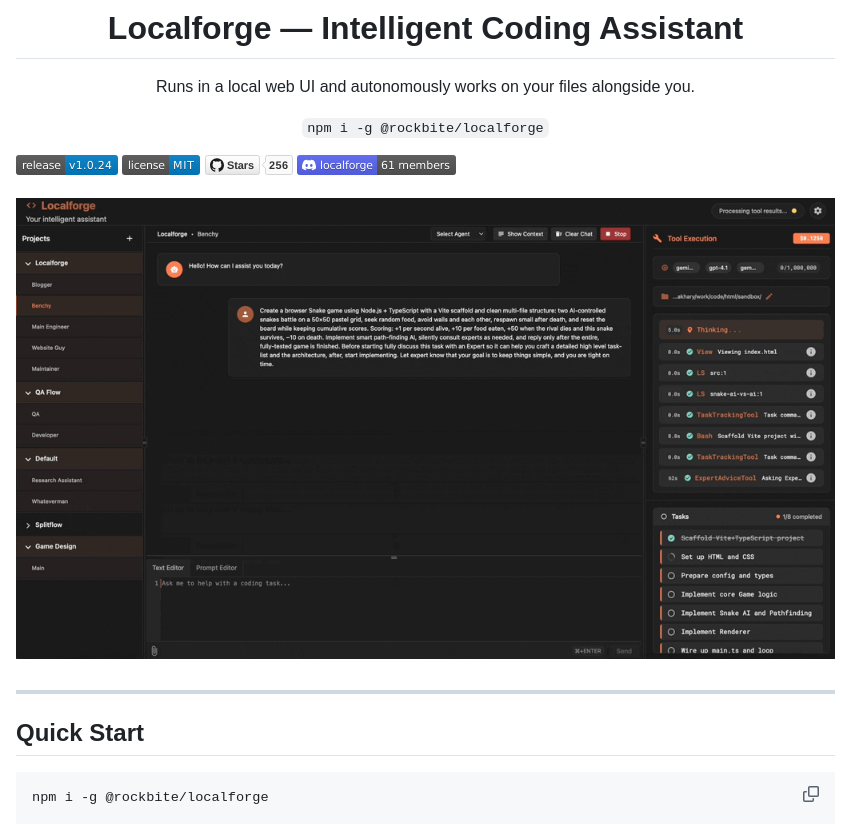 Localforge — Intelligent Coding Assistant
Runs in a local web UI and autonomously works on your files alongside you.
npm i -g @rockbite/localforge
release v1.0.24 license MIT Stars 256 localforge 61 members
<> Localforge
Your intelligent assistant
Processing tool results...
Projects +
Localforge
Blogger
Benchy
Main Engineer
Website Guy
Maintainer
QA Flow
QA
Developer
Default
Research Assistant
Whateverman
Splitflow
Game Design
Main
Localforge • Benchy Select Agent Show Context Clear Chat Stop
Hello! How can I assist you today?
Create a browser Snake game using Node.js + TypeScript with a Vite scaffold and clean multi-file structure: two AI-controlled
snakes battle on a 50×50 pastel grid, seek random food, avoid walls and each other, respawn small after death, and reset the
board while keeping cumulative scores. Scoring: +1 per second alive, +10 per food eaten, +50 when the rival dies and this snake
survives, −10 on death. Implement smart path-finding AI, silently consult experts as needed, and reply only after the entire,
fully-tested game is finished. Before starting fully discuss this task with an Expert so it can help you craft a detailed high level task-
list and the architecture, after, start implementing. Let expert know that your goal is to keep things simple, and you are tight on
time.
Text Editor Prompt Editor
1 Ask me to help with a coding task...
⌘+ENTER Send
Tool Execution
gemi... gpt-4.1 gem... 0/1,000,000
…akhary/work/code/html/sandbox/
5.0s Thinking...
0.0s View Viewing index.html
0.0s LS src:1
0.0s LS snake-ai-vs-ai:1
0.0s TaskTrackingTool Task comma…
0.0s Bash Scaffold Vite project wi…
0.0s TaskTrackingTool Task comma…
ExpertAdviceTool Asking Expe…
Tasks 1/8 completed
Scaffold Vite+TypeScript project
Set up HTML and CSS
Prepare config and types
Implement core Game logic
Implement Snake AI and Pathfinding
Implement Renderer
Wire up main.ts and loop
Quick Start
npm i -g @rockbite/localforge